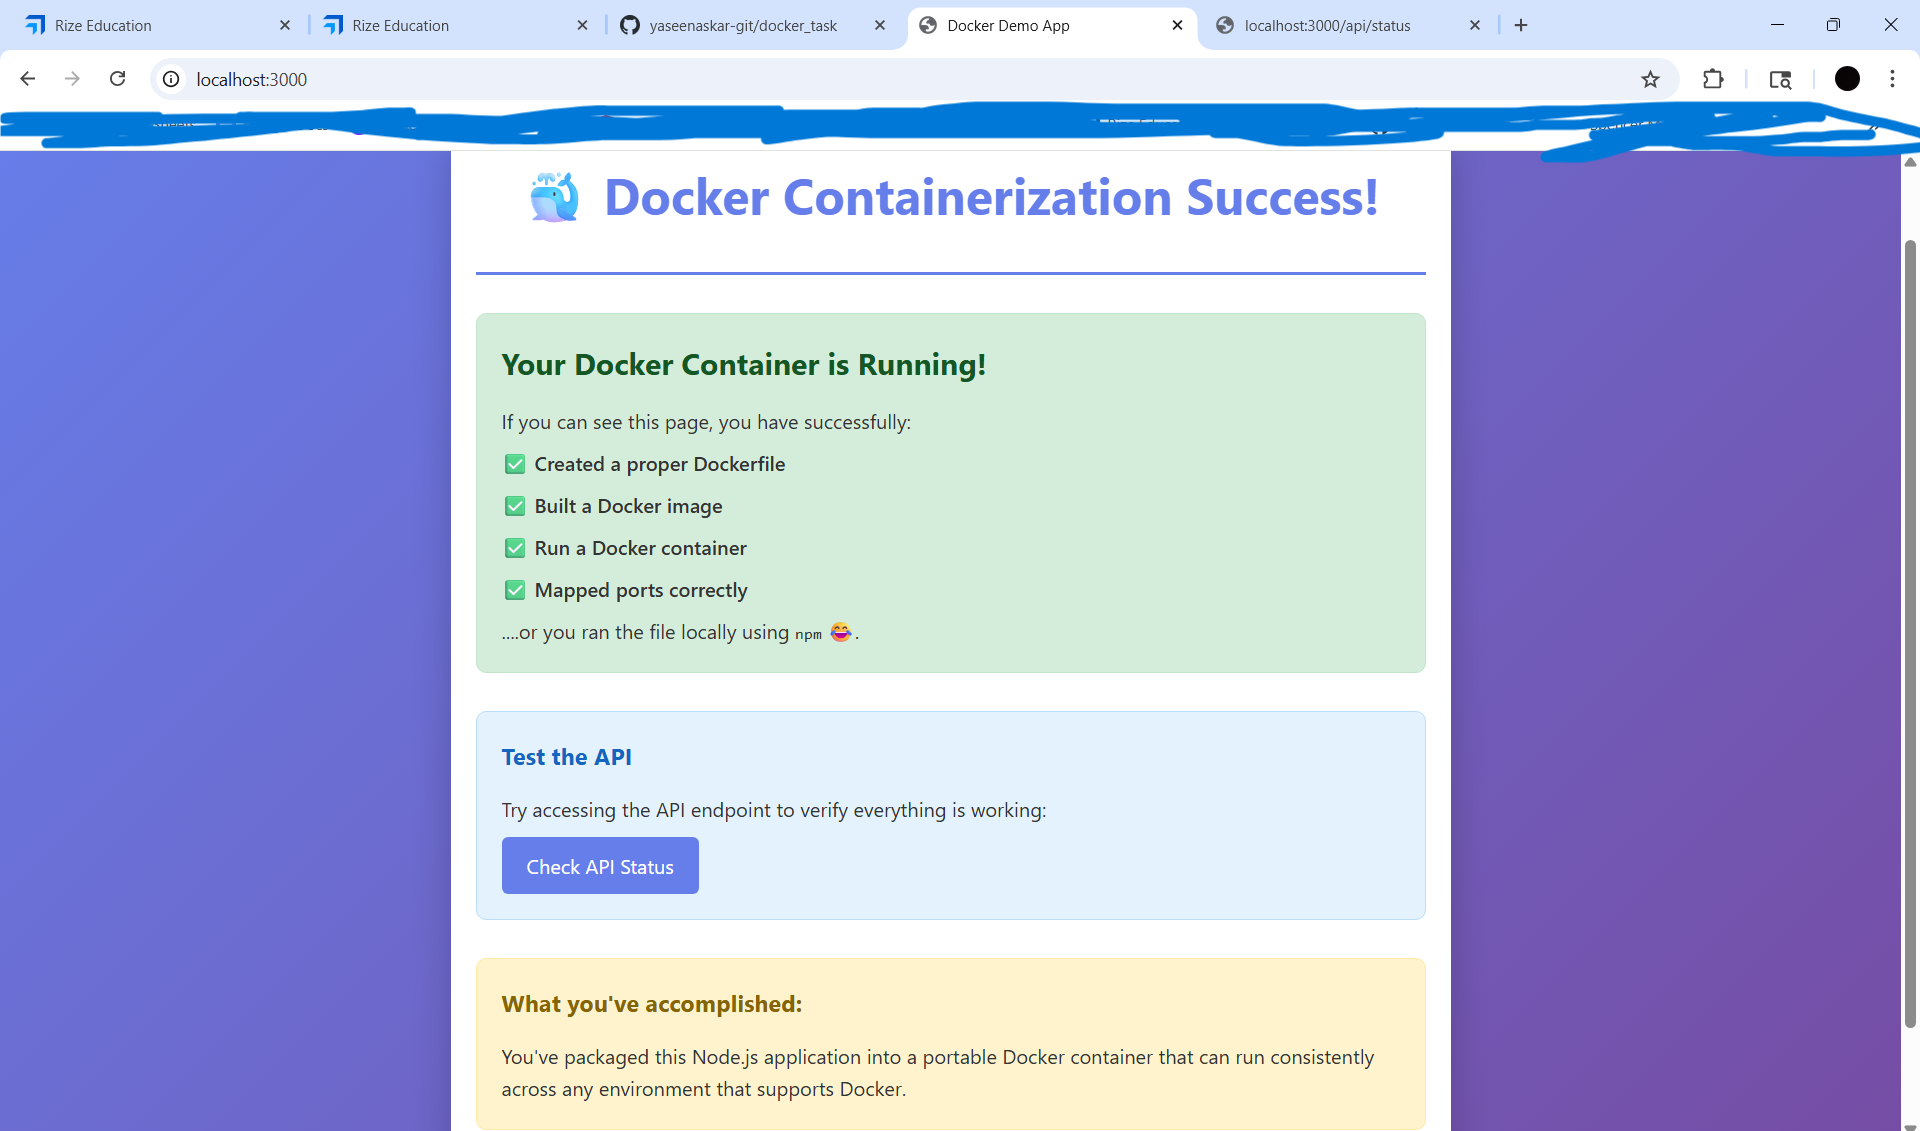 Rize Education
Rize Education
yaseenaskar-git/docker_task
Docker Demo App
localhost:3000/api/status
localhost:3000
🐳 Docker Containerization Success!
Your Docker Container is Running!
If you can see this page, you have successfully:
✅ Created a proper Dockerfile
✅ Built a Docker image
✅ Run a Docker container
✅ Mapped ports correctly
....or you ran the file locally using npm 😂.
Test the API
Try accessing the API endpoint to verify everything is working:
Check API Status
What you've accomplished:
You've packaged this Node.js application into a portable Docker container that can run consistently
across any environment that supports Docker.